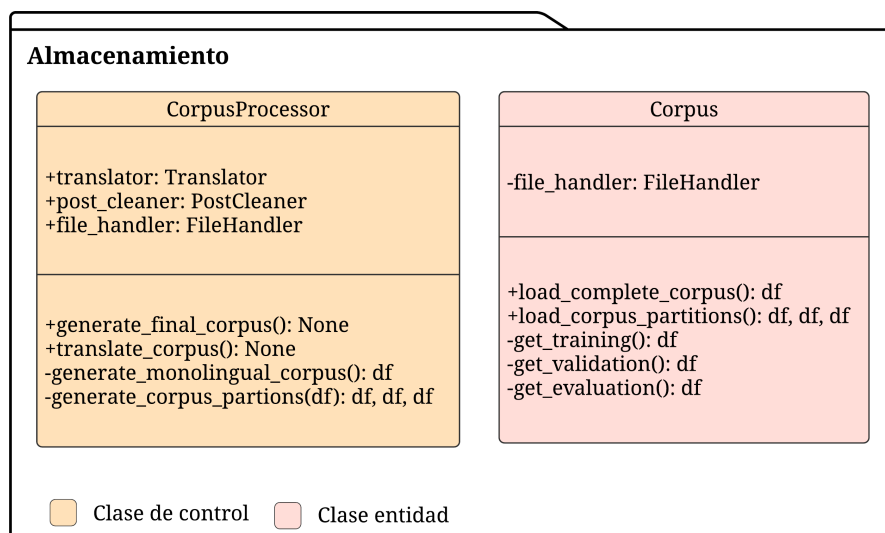 Almacenamiento
CorpusProcessor
+translator: Translator
+post_cleaner: PostCleaner
+file_handler: FileHandler
+generate_final_corpus(): None
+translate_corpus(): None
-generate_monolingual_corpus(): df
-generate_corpus_partions(df): df, df, df
Corpus
-file_handler: FileHandler
+load_complete_corpus(): df
+load_corpus_partitions(): df, df, df
-get_training(): df
-get_validation(): df
-get_evaluation(): df
Clase de control
Clase entidad